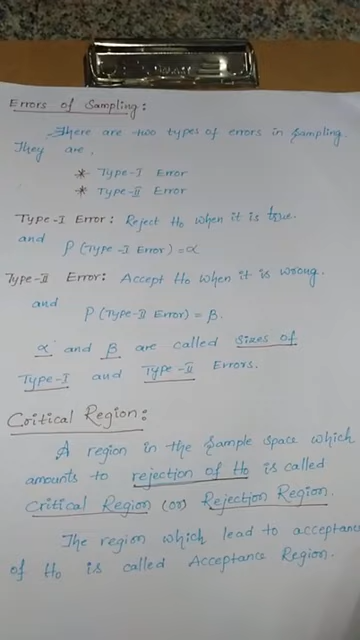 Errors of Sampling:
There are two types of errors in sampling.
They are,
* Type-I Error
* Type-II Error
Type-I Error: Reject H₀ when it is true.
and
P(Type-I Error) = α
Type-II Error: Accept H₀ when it is wrong.
and
P(Type-II Error) = β.
α and β are called sizes of
Type-I and Type-II Errors.
Critical Region:
A region in the sample space which
amounts to rejection of H₀ is called
Critical Region (or) Rejection Region.
The region which lead to acceptance
of H₀ is called Acceptance Region.